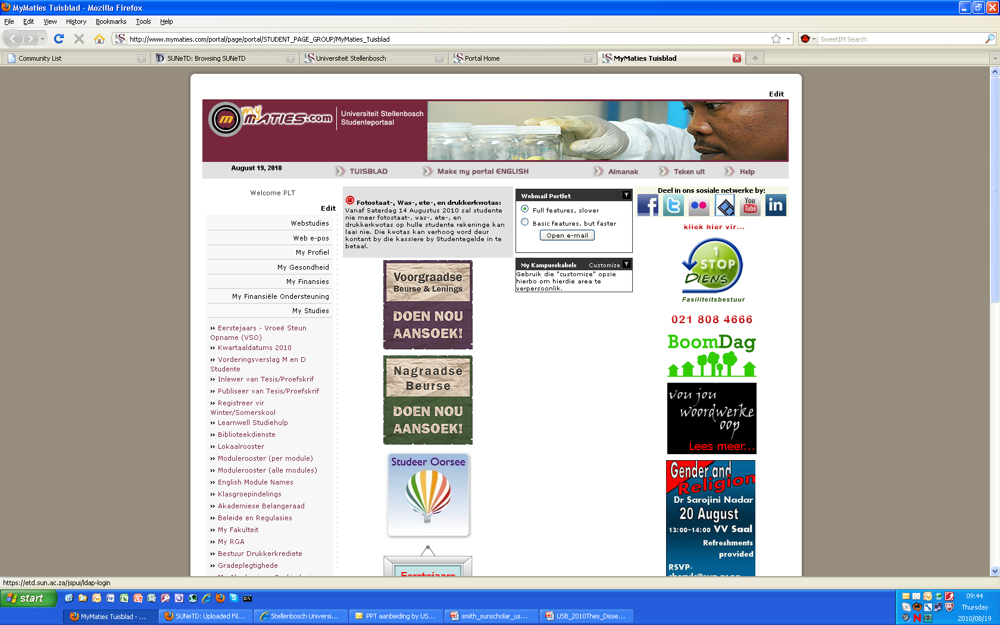 MyMaties Tuisblad - Mozilla Firefox
File Edit View History Bookmarks Tools Help
http://www.mymaties.com/portal/page/portal/STUDENT_PAGE_GROUP/MyMaties_Tuisblad
SweetIM Search
Community List
SUNeTD: Browsing SUNeTD
Universiteit Stellenbosch
Portal Home
MyMaties Tuisblad
Edit
my MATIES.com
Universiteit Stellenbosch
Studenteportaal
August 19, 2010
TUISBLAD
Make my portal ENGLISH
Almanak
Teken uit
Help
Welcome PLT
Edit
Webstudies
Web e-pos
My Profiel
My Gesondheid
My Finansies
My Finansiële Ondersteuning
My Studies
›› Eerstejaars - Vroeë Steun
Opname (VSO)
›› Kwartaaldatums 2010
›› Vorderingsverslag M en D
Studente
›› Inlewer van Tesis/Proefskrif
›› Publiseer van Tesis/Proefskrif
›› Registreer vir
Winter/Somerskool
›› Learnwell Studiehulp
›› Biblioteekdienste
›› Lokaalrooster
›› Modulerooster (per module)
›› Modulerooster (alle modules)
›› English Module Names
›› Klasgroepindelings
›› Akademiese Belangeraad
›› Beleide en Regulasies
›› My Fakulteit
›› My RGA
›› Bestuur Drukkerkrediete
›› Gradeplegtighede
Fotostaat-, Was-, ete-, en drukkerkwotas:
Vanaf Saterdag 14 Augustus 2010 sal studente
nie meer fotostaat-, was-, ete-, en
drukkerkwotas op hulle studente rekeninge kan
laai nie. Die kwotas kan verhoog word deur
kontant by die kassiere by Studentegelde in te
betaal.
Voorgraadse
Beurse & Lenings
DOEN NOU
AANSOEK!
Nagraadse
Beurse
DOEN NOU
AANSOEK!
Studeer Oorsee
Eerstejaars
Webmail Portlet
Full features, slower
Basic features, but faster
Open e-mail
My Kampusskakels Customize
Gebruik die "customize" opsie
hierbo om hierdie area te
verpersoonlik.
Deel in ons sosiale netwerke by:
You Tube
in
kliek hier vir...
1
STOP
DIENS
Fasiliteitsbestuur
021 808 4666
BoomDag
vou jou
woordwerke
oop
Lees meer...
Gender and
Religion
Dr Sarojini Nadar
20 August
13:00-14:00 VV Saal
Refreshments
provided
RSVP-
https://etd.sun.ac.za/jspui/ldap-login
start
C:\
09:44
Thursday
2010/08/19
MyMaties Tuisblad - ...
SUNeTD: Uploaded Fil...
Stellenbosch Universi...
PPT aanbieding by US...
smith_sunscholar_us...
USB_2010Thes_Disse...